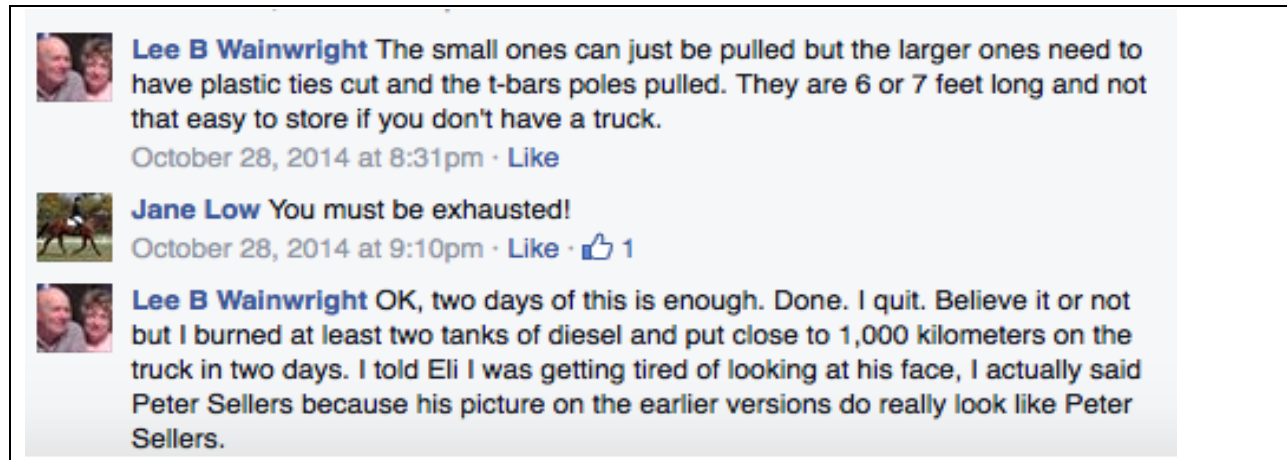 Lee B Wainwright The small ones can just be pulled but the larger ones need to
have plastic ties cut and the t-bars poles pulled. They are 6 or 7 feet long and not
that easy to store if you don't have a truck.
October 28, 2014 at 8:31pm · Like
Jane Low You must be exhausted!
October 28, 2014 at 9:10pm · Like · 1
Lee B Wainwright OK, two days of this is enough. Done. I quit. Believe it or not
but I burned at least two tanks of diesel and put close to 1,000 kilometers on the
truck in two days. I told Eli I was getting tired of looking at his face, I actually said
Peter Sellers because his picture on the earlier versions do really look like Peter
Sellers.